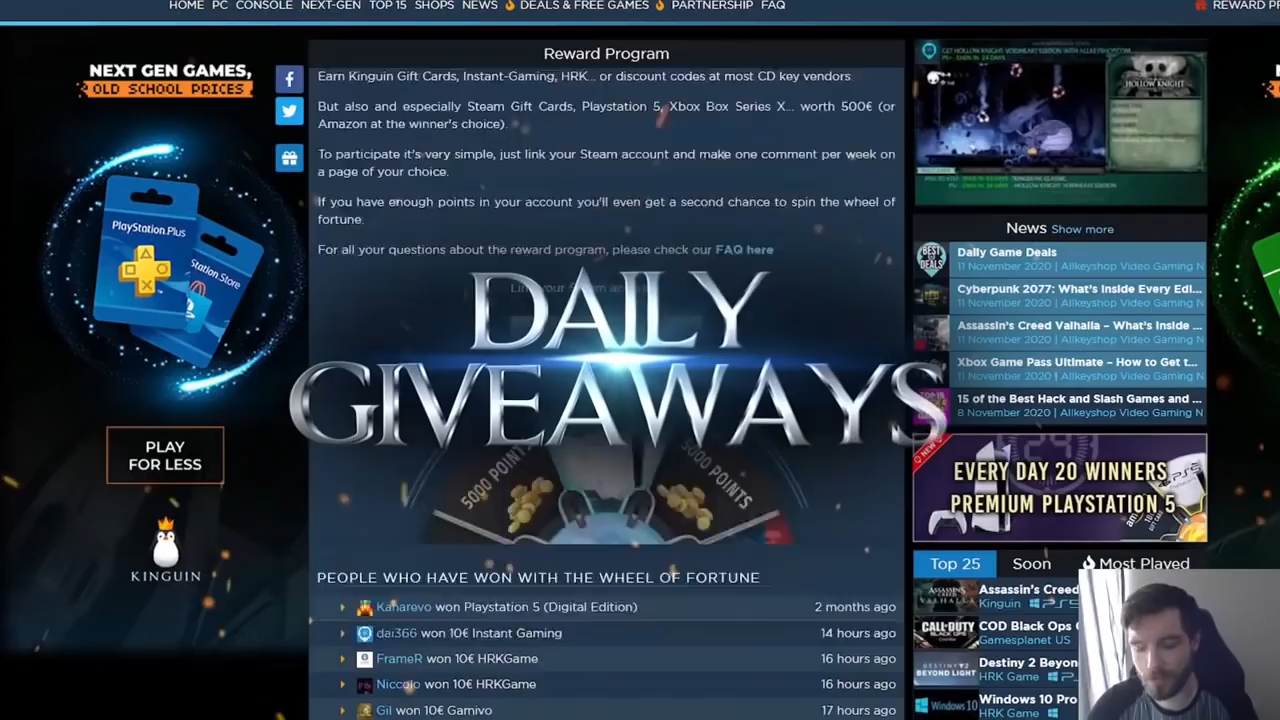 HOME PC CONSOLE NEXT-GEN TOP 15 SHOPS NEWS DEALS & FREE GAMES PARTNERSHIP FAQ
NEXT GEN GAMES,
OLD SCHOOL PRICES
PlayStation.Plus
Station.Store
PLAY
FOR LESS
KINGUIN
Reward Program
Earn Kinguin Gift Cards, Instant-Gaming, HRK... or discount codes at most CD key vendors
But also and especially Steam Gift Cards, Playstation 5, Xbox Box Series X... worth 500€ (or
Amazon at the winner's choice).
To participate it's very simple, just link your Steam account and make one comment per week on
a page of your choice.
If you have enough points in your account you'll even get a second chance to spin the wheel of
fortune.
For all your questions about the reward program, please check our FAQ here
DAILY
GIVEAWAYS
5000 POINTS
5000 POINTS
PEOPLE WHO HAVE WON WITH THE WHEEL OF FORTUNE
Kanarevo won Playstation 5 (Digital Edition) 2 months ago
dai366 won 10€ Instant Gaming 14 hours ago
FrameR won 10€ HRKGame 16 hours ago
Niccojo won 10€ HRKGame 16 hours ago
Gil won 10€ Gamivo 17 hours ago
REWARD PR
HOLLOW KNIGHT
News Show more
BEST DEALS
Daily Game Deals
11 November 2020 | Allkeyshop Video Gaming N
Cyberpunk 2077: What's Inside Every Edi...
11 November 2020 | Allkeyshop Video Gaming N
Assassin's Creed Valhalla – What's Inside ...
11 November 2020 | Allkeyshop Video Gaming N
Xbox Game Pass Ultimate – How to Get t...
11 November 2020 | Allkeyshop Video Gaming N
15 of the Best Hack and Slash Games and ...
8 November 2020 | Allkeyshop Video Gaming N
NEW
EVERY DAY 20 WINNERS
PREMIUM PLAYSTATION 5
Top 25 Soon Most Played
Assassin's Creed
Kinguin PS5
COD Black Ops
Gamesplanet US
Destiny 2 Beyon
HRK Game
Windows 10 Pro
HRK Game